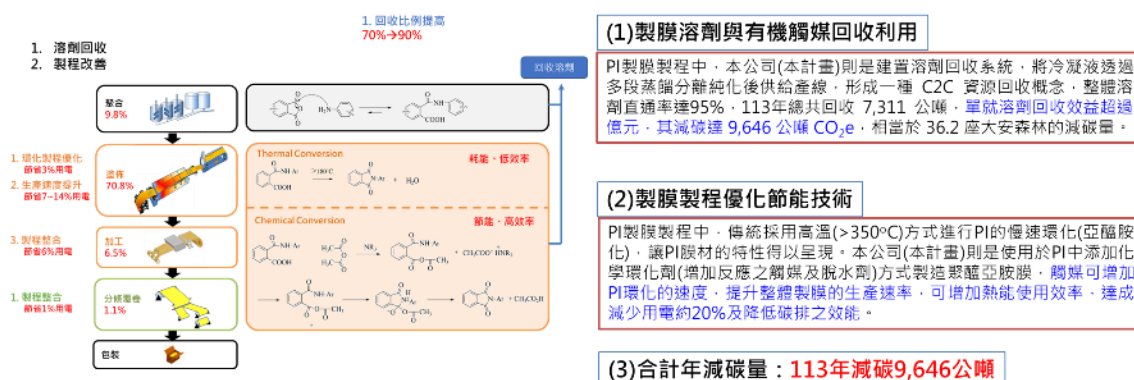 1. 回收比例提高
70%→90%
1. 溶劑回收
2. 製程改善
回收溶劑
聚合
9.8%
1. 環化製程優化
節省3%用電
2. 生產速度提升
節省7~14%用電
塗佈
70.8%
3. 製程整合
節省6%用電
加工
6.5%
1. 製程整合
節省1%用電
分條電卷
1.1%
包裝
Thermal Conversion
耗能、低效率
>180°C
+ H₂O
Chemical Conversion
節能、高效率
NR₃
+ CH₃COO⁻ HNR₃
+ CH₃CO₂H
(1)製膜溶劑與有機觸媒回收利用
PI製膜製程中，本公司(本計畫)則是建置溶劑回收系統，將冷凝液透過
多段蒸餾分離純化後供給產線，形成一種 C2C 資源回收概念，整體溶
劑直通率達95%，113年總共回收 7,311 公噸，單就溶劑回收效益超過
億元，其減碳達 9,646 公噸 CO₂e，相當於 36.2 座大安森林的減碳量。
(2)製膜製程優化節能技術
PI製膜製程中，傳統採用高溫(>350°C)方式進行PI的慢速環化(亞醯胺
化)，讓PI膜材的特性得以呈現。本公司(本計畫)則是使用於PI中添加化
學環化劑(增加反應之觸媒及脫水劑)方式製造聚醯亞胺膜，觸媒可增加
PI環化的速度，提升整體製膜的生產速率，可增加熱能使用效率，達成
減少用電約20%及降低碳排之效能。
(3)合計年減碳量：113年減碳9,646公噸